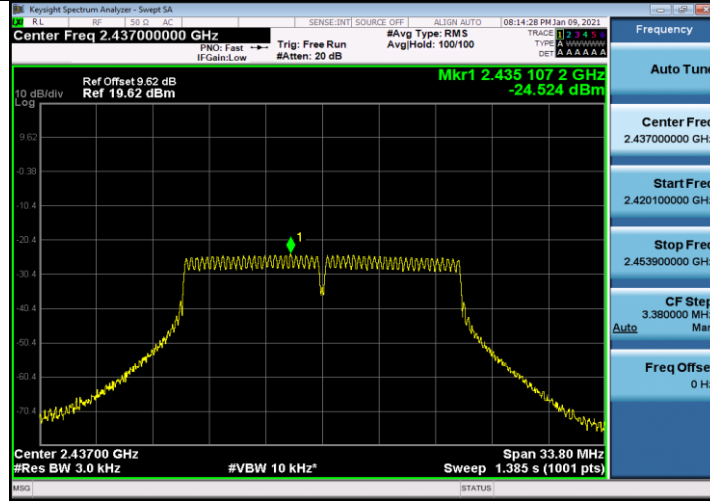 Keysight Spectrum Analyzer - Swept SA
RL RF 50 Ω AC SENSE:INT SOURCE OFF ALIGN AUTO 08:14:28 PM Jan 09, 2021
Center Freq 2.437000000 GHz
PNO: Fast
IFGain:Low
Trig: Free Run
#Atten: 20 dB
#Avg Type: RMS
Avg|Hold: 100/100
TRACE 1 2 3 4 5 6
TYPE A WWWWW
DET A A A A A A
Ref Offset 9.62 dB
Ref 19.62 dBm
10 dB/div
Log
Mkr1 2.435 107 2 GHz
-24.524 dBm
9.62
-0.38
-10.4
-20.4
-30.4
-40.4
-50.4
-60.4
-70.4
1
Center 2.43700 GHz
Span 33.80 MHz
#Res BW 3.0 kHz
#VBW 10 kHz*
Sweep 1.385 s (1001 pts)
MSG
STATUS
Frequency
Auto Tune
Center Freq
2.437000000 GHz
Start Freq
2.420100000 GHz
Stop Freq
2.453900000 GHz
CF Step
3.380000 MHz
Auto Man
Freq Offset
0 Hz